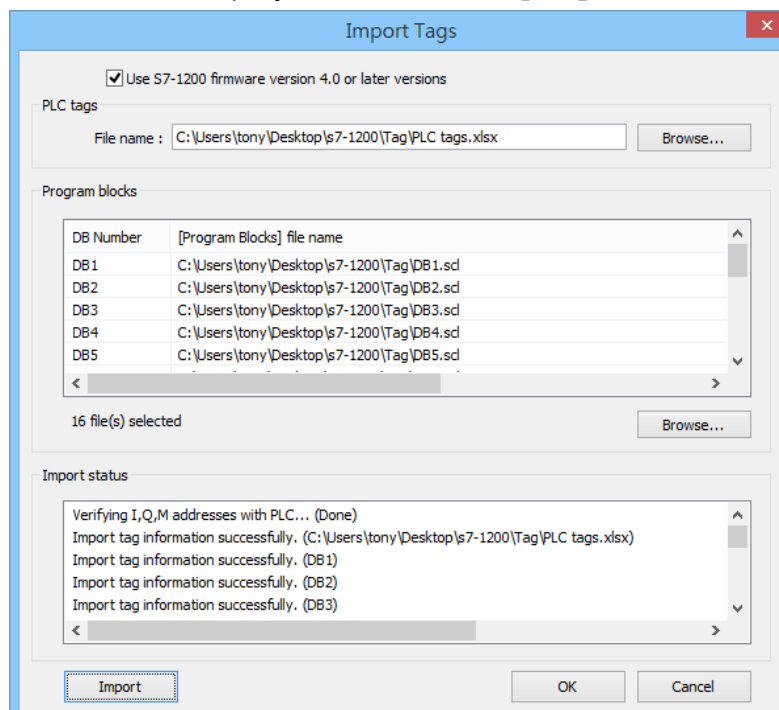 Import Tags
Use S7-1200 firmware version 4.0 or later versions
PLC tags
File name : C:\Users\tony\Desktop\s7-1200\Tag\PLC tags.xlsx Browse...
Program blocks
DB Number [Program Blocks] file name
DB1 C:\Users\tony\Desktop\s7-1200\Tag\DB1.scl
DB2 C:\Users\tony\Desktop\s7-1200\Tag\DB2.scl
DB3 C:\Users\tony\Desktop\s7-1200\Tag\DB3.scl
DB4 C:\Users\tony\Desktop\s7-1200\Tag\DB4.scl
DB5 C:\Users\tony\Desktop\s7-1200\Tag\DB5.scl
16 file(s) selected Browse...
Import status
Verifying I,Q,M addresses with PLC... (Done)
Import tag information successfully. (C:\Users\tony\Desktop\s7-1200\Tag\PLC tags.xlsx)
Import tag information successfully. (DB1)
Import tag information successfully. (DB2)
Import tag information successfully. (DB3)
Import OK Cancel